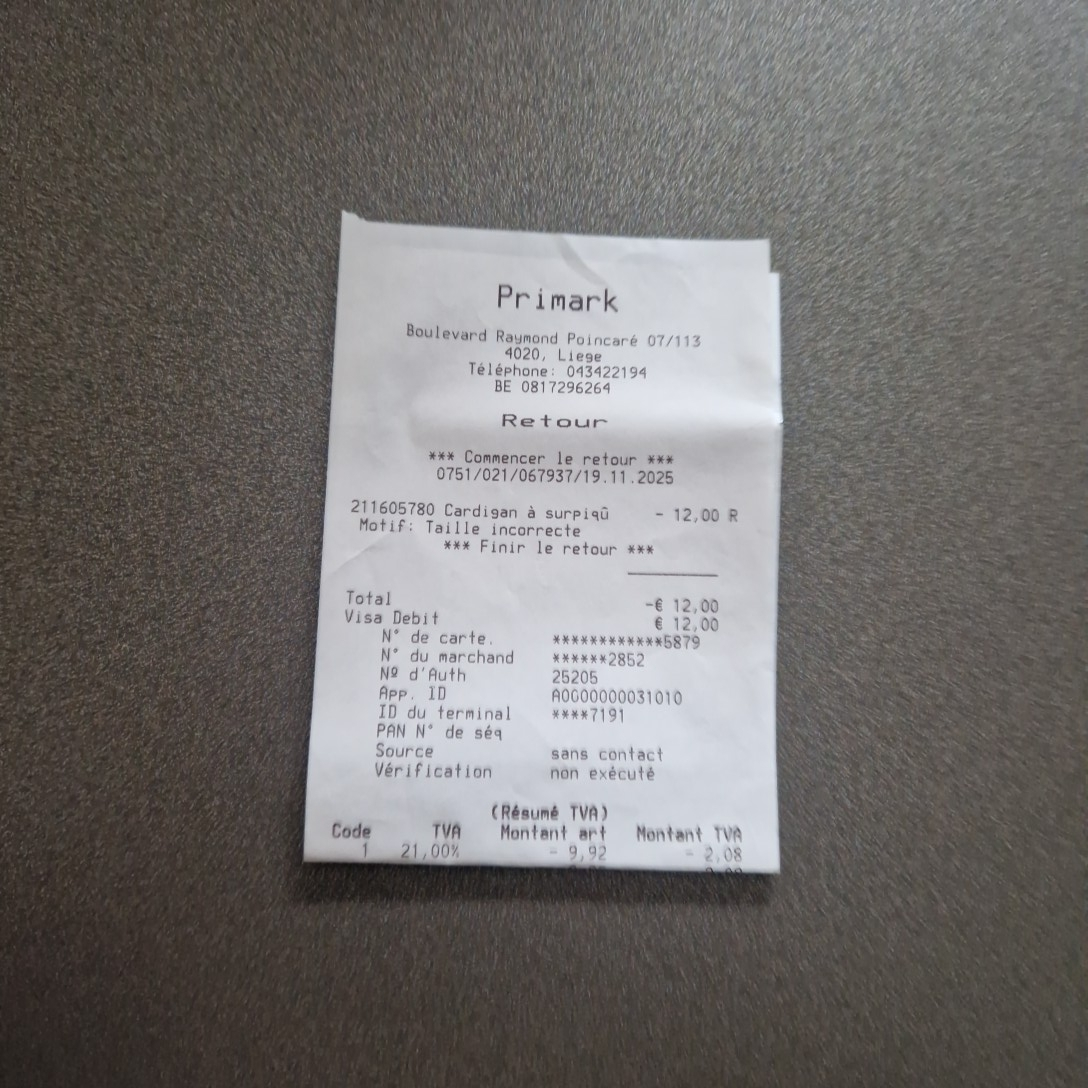 Primark
Boulevard Raymond Poincaré 07/113
4020, Liege
Téléphone: 043422194
BE 0817296264
Retour
*** Commencer le retour ***
0751/021/067937/19.11.2025
211605780 Cardigan à surpiqû - 12,00 R
Motif: Taille incorrecte
*** Finir le retour ***
Total -€ 12,00
Visa Debit € 12,00
N° de carte. ************5879
N° du marchand ******2852
Nº d'Auth 25205
App. ID A0000000031010
ID du terminal ****7191
PAN N° de séq
Source sans contact
Vérification non exécuté
(Résumé TVA)
Code TVA Montant art Montant TVA
1 21,00% - 9,92 - 2,08